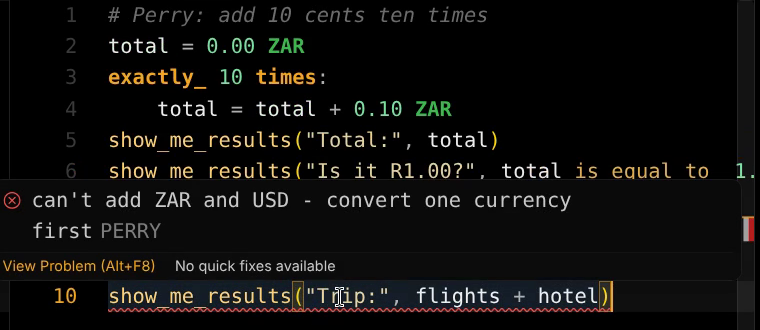 1 # Perry: add 10 cents ten times
2 total = 0.00 ZAR
3 exactly_ 10 times:
4 total = total + 0.10 ZAR
5 show_me_results("Total:", total)
6 show_me_results("Is it R1.00?", total is equal to 1.
can't add ZAR and USD - convert one currency
first PERRY
View Problem (Alt+F8) No quick fixes available
10 show_me_results("Trip:", flights + hotel)